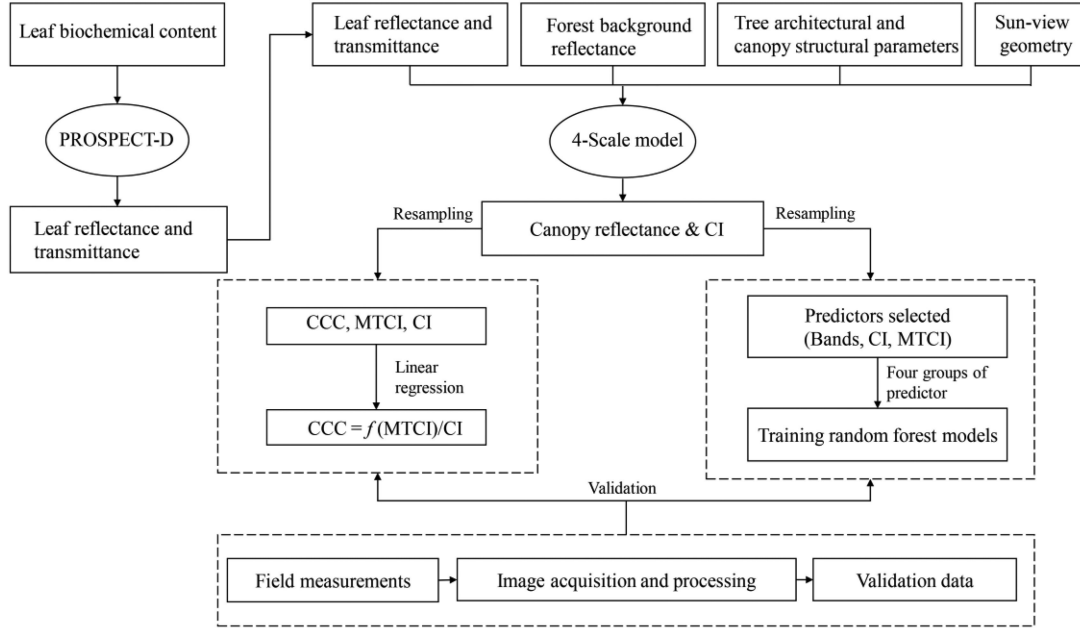 Leaf biochemical content
Leaf reflectance and
transmittance
Forest background
reflectance
Tree architectural and
canopy structural parameters
Sun-view
geometry
PROSPECT-D
4-Scale model
Leaf reflectance and
transmittance
Resampling
Canopy reflectance & CI
Resampling
CCC, MTCI, CI
Linear
regression
CCC = f (MTCI)/CI
Predictors selected
(Bands, CI, MTCI)
Four groups of
predictor
Training random forest models
Validation
Field measurements
Image acquisition and processing
Validation data